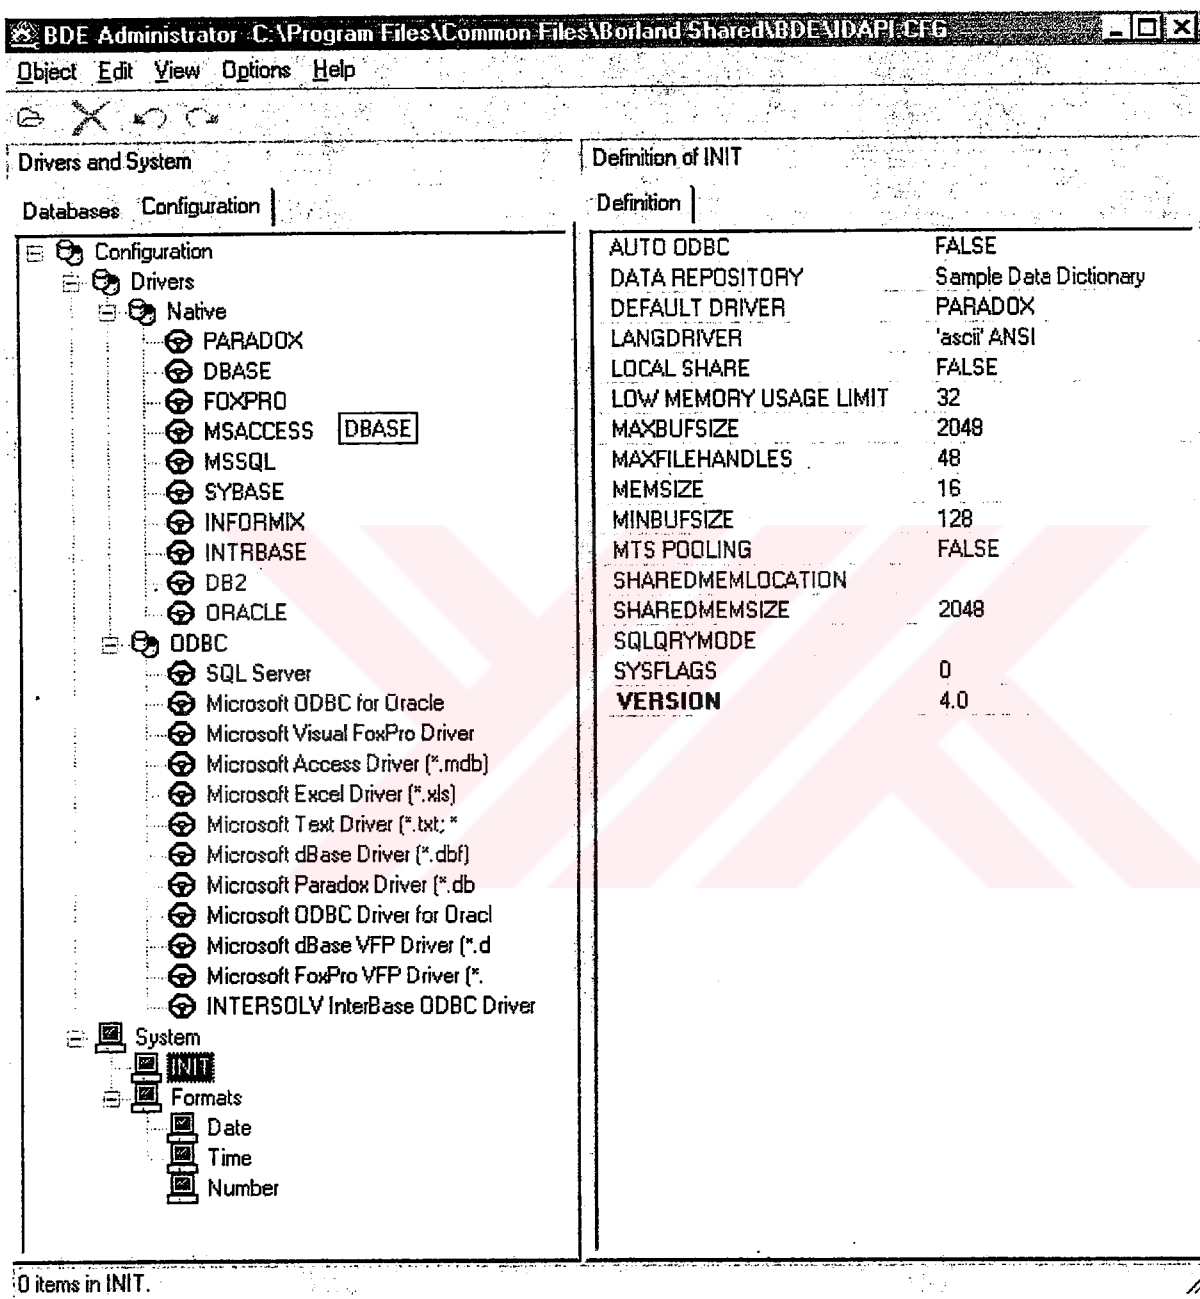 BDE Administrator C:\Program Files\Common Files\Borland Shared\BDE\IDAPI.CFG
Object Edit View Options Help
Drivers and System
Definition of INIT
Databases Configuration
Definition
Configuration
Drivers
Native
PARADOX
DBASE
FOXPRO
MSACCESS
DBASE
MSSQL
SYBASE
INFORMIX
INTRBASE
DB2
ORACLE
ODBC
SQL Server
Microsoft ODBC for Oracle
Microsoft Visual FoxPro Driver
Microsoft Access Driver (*.mdb)
Microsoft Excel Driver (*.xls)
Microsoft Text Driver (*.txt; *
Microsoft dBase Driver (*.dbf)
Microsoft Paradox Driver (*.db
Microsoft ODBC Driver for Oracl
Microsoft dBase VFP Driver (*.d
Microsoft FoxPro VFP Driver (*.
INTERSOLV InterBase ODBC Driver
System
INIT
Formats
Date
Time
Number
AUTO ODBC FALSE
DATA REPOSITORY Sample Data Dictionary
DEFAULT DRIVER PARADOX
LANGDRIVER 'ascii' ANSI
LOCAL SHARE FALSE
LOW MEMORY USAGE LIMIT 32
MAXBUFSIZE 2048
MAXFILEHANDLES 48
MEMSIZE 16
MINBUFSIZE 128
MTS POOLING FALSE
SHAREDMEMLOCATION
SHAREDMEMSIZE 2048
SQLQRYMODE
SYSFLAGS 0
VERSION 4.0
0 items in INIT.